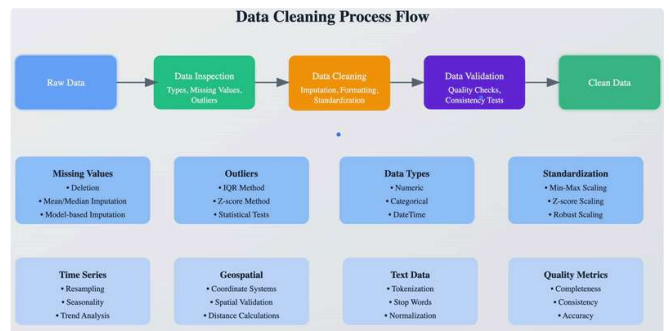 Data Cleaning Process Flow
Raw Data
Data Inspection
Types, Missing Values,
Outliers
Data Cleaning
Imputation, Formatting,
Standardization
Data Validation
Quality Checks,
Consistency Tests
Clean Data
Missing Values
• Deletion
• Mean/Median Imputation
• Model-based Imputation
Outliers
• IQR Method
• Z-score Method
• Statistical Tests
Data Types
• Numeric
• Categorical
• DateTime
Standardization
• Min-Max Scaling
• Z-score Scaling
• Robust Scaling
Time Series
• Resampling
• Seasonality
• Trend Analysis
Geospatial
• Coordinate Systems
• Spatial Validation
• Distance Calculations
Text Data
• Tokenization
• Stop Words
• Normalization
Quality Metrics
• Completeness
• Consistency
• Accuracy